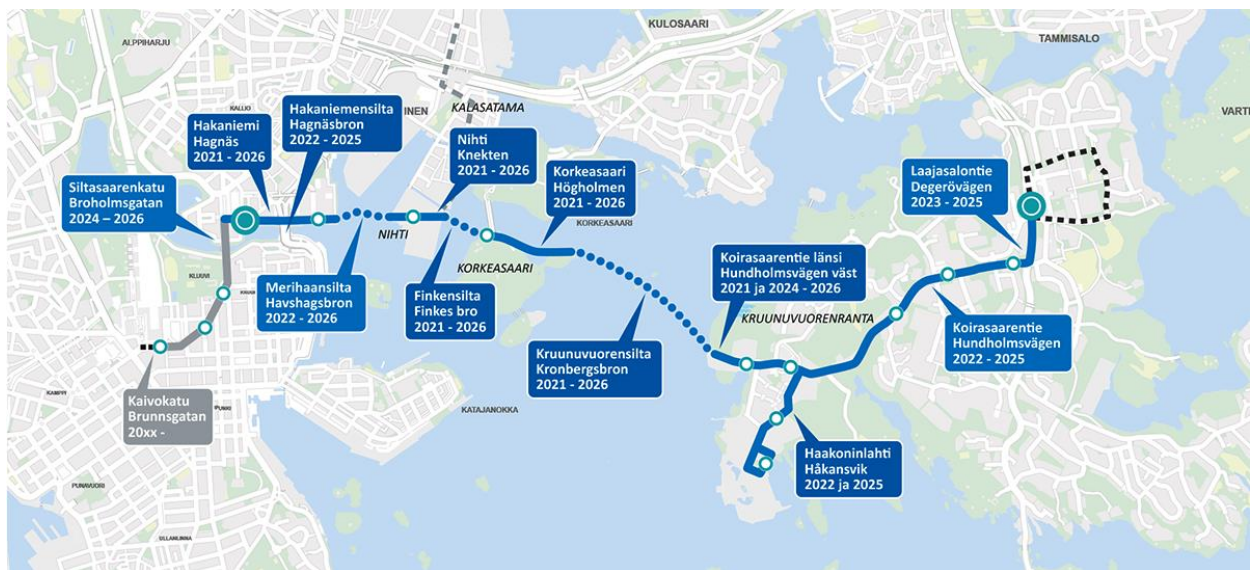 KULOSAARI
ALPPIHARJU
TAMMISALO
KALLIO
INEN
KALASATAMA
VARTI
Hakaniemi
Hagnäs
2021 - 2026
Hakaniemensilta
Hagnäsbron
2022 - 2025
Nihti
Knekten
2021 - 2026
Korkeasaari
Högholmen
2021 - 2026
Laajasalontie
Degerövägen
2023 - 2025
Siltasaarenkatu
Broholmsgatan
2024 – 2026
NIHTI
KORKEASAARI
KORKEASAARI
KLUUVI
Merihaansilta
Havshagsbron
2022 - 2026
Finkensilta
Finkes bro
2021 - 2026
Koirasaarentie länsi
Hundholmsvägen väst
2021 ja 2024 - 2026
KRUUNUVUORENRANTA
Kruunuvuorensilta
Kronbergsbron
2021 - 2026
Koirasaarentie
Hundholmsvägen
2022 - 2025
KAMPPI
Kaivokatu
Brunnsgatan
20xx -
KATAJANOKKA
Haakoninlahti
Håkansvik
2022 ja 2025
PUNAVUORI
ULLANLINNA